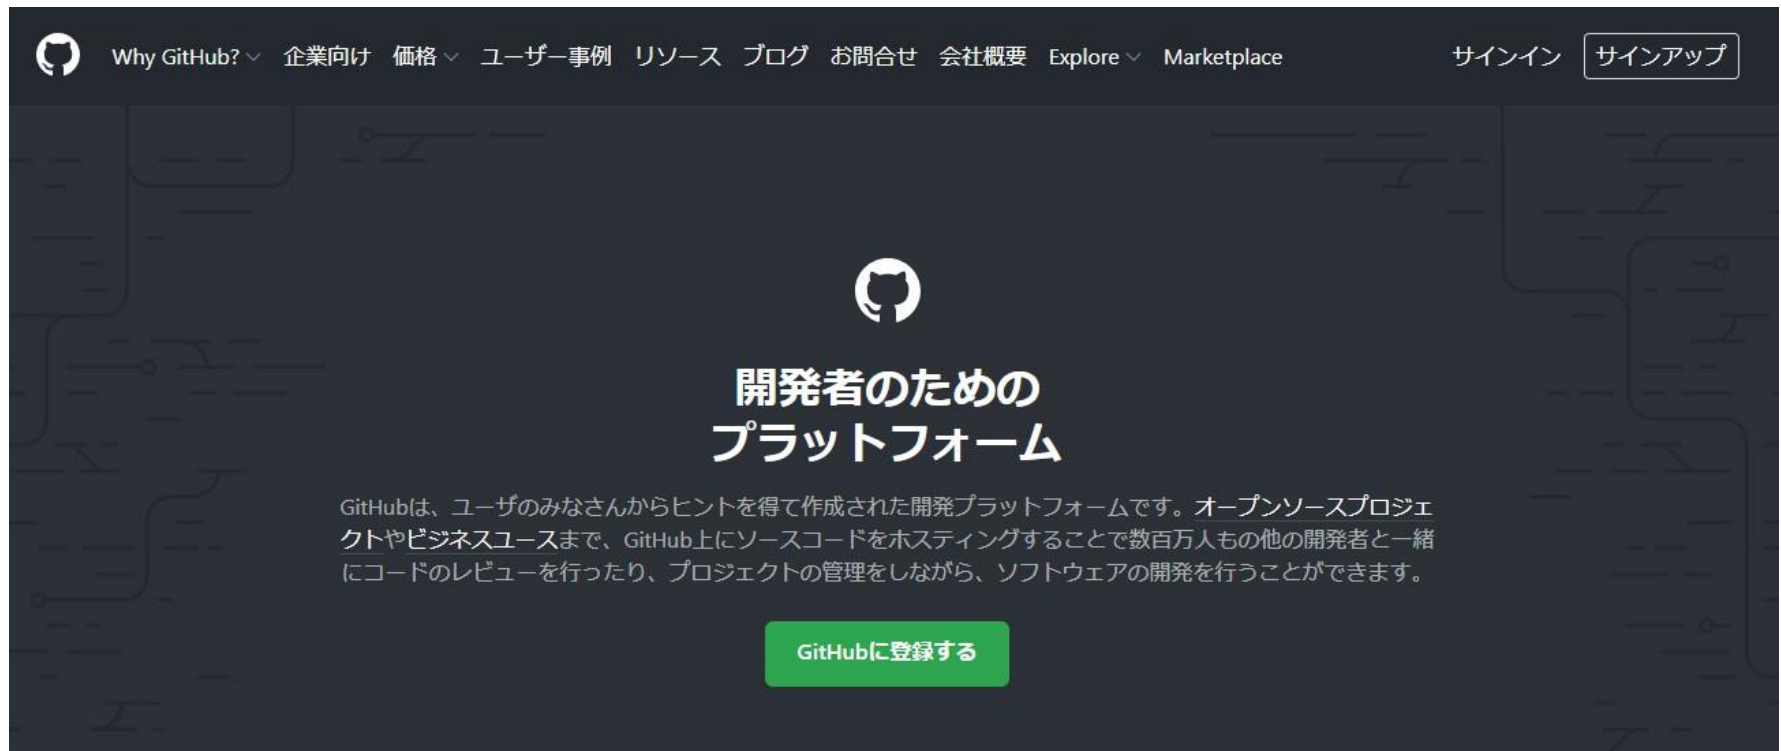 Why GitHub? 企業向け 価格 ユーザー事例 リソース ブログ お問合せ 会社概要 Explore Marketplace サインイン サインアップ
開発者のための
プラットフォーム
GitHubは、ユーザのみなさんからヒントを得て作成された開発プラットフォームです。オープンソースプロジェ
クトやビジネスユースまで、GitHub上にソースコードをホスティングすることで数百万人もの他の開発者と一緒
にコードのレビューを行ったり、プロジェクトの管理をしながら、ソフトウェアの開発を行うことができます。
GitHubに登録する